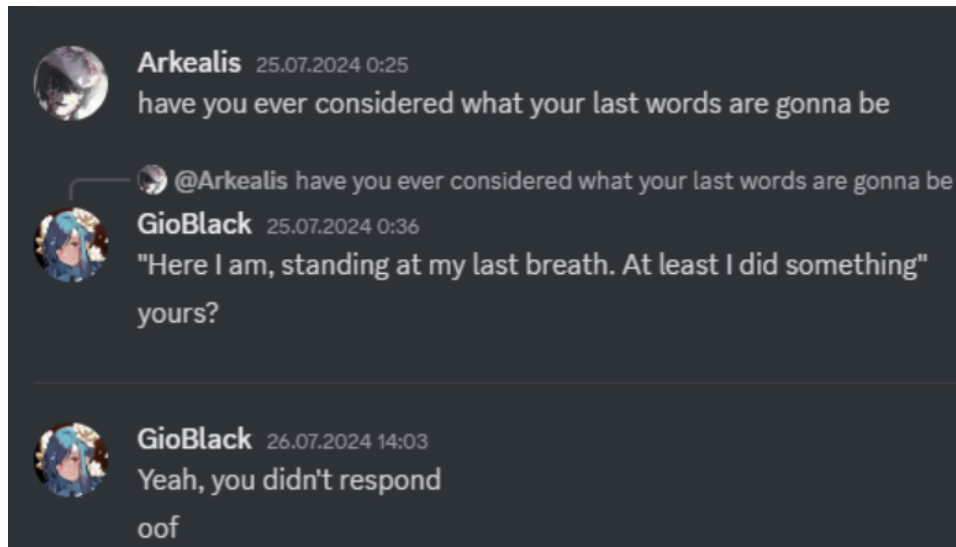 Arkealis 25.07.2024 0:25
have you ever considered what your last words are gonna be
@Arkealis have you ever considered what your last words are gonna be
GioBlack 25.07.2024 0:36
"Here I am, standing at my last breath. At least I did something"
yours?
GioBlack 26.07.2024 14:03
Yeah, you didn't respond
oof